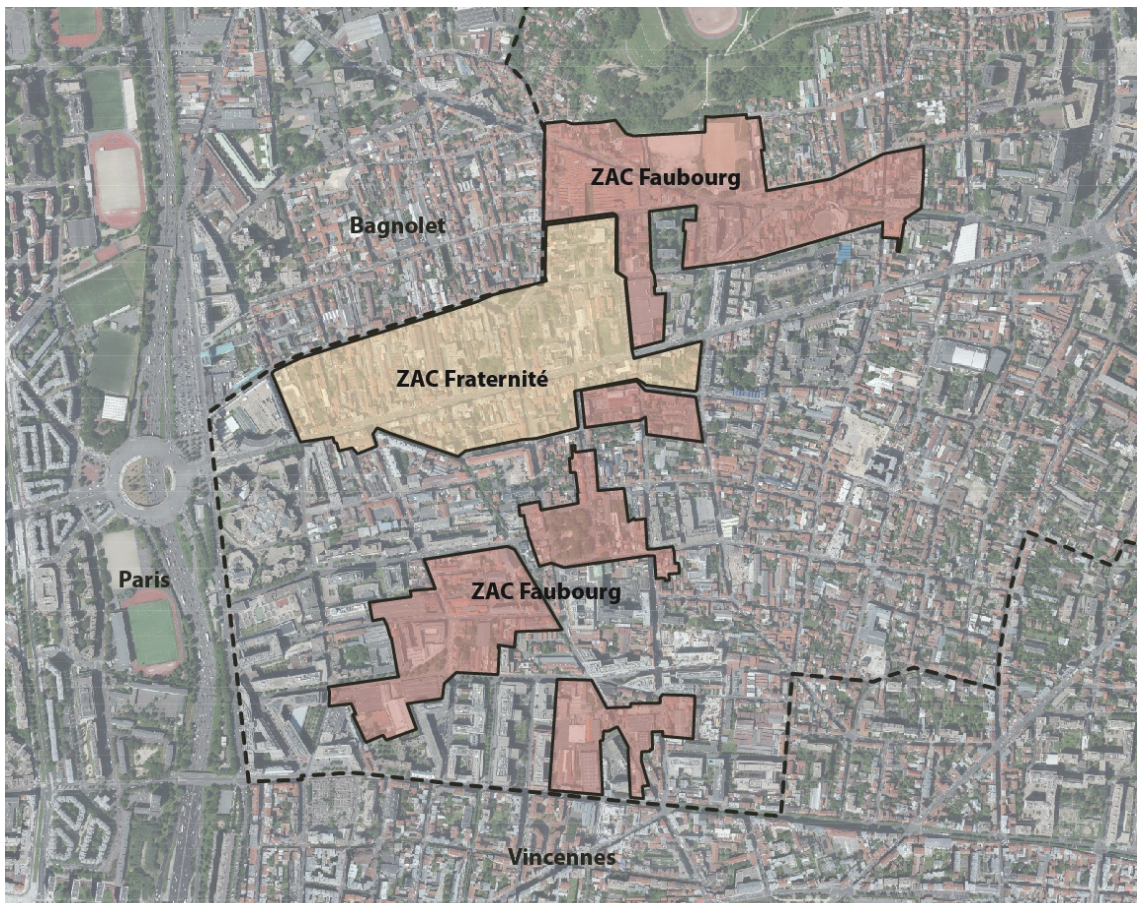 ZAC Faubourg
Bagnolet
ZAC Fraternité
Paris
ZAC Faubourg
Vincennes